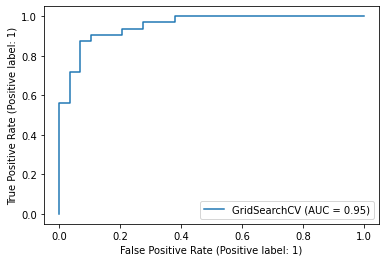 1.0
0.8
0.6
0.4
0.2
0.0
True Positive Rate (Positive label: 1)
GridSearchCV (AUC = 0.95)
0.0 0.2 0.4 0.6 0.8 1.0
False Positive Rate (Positive label: 1)